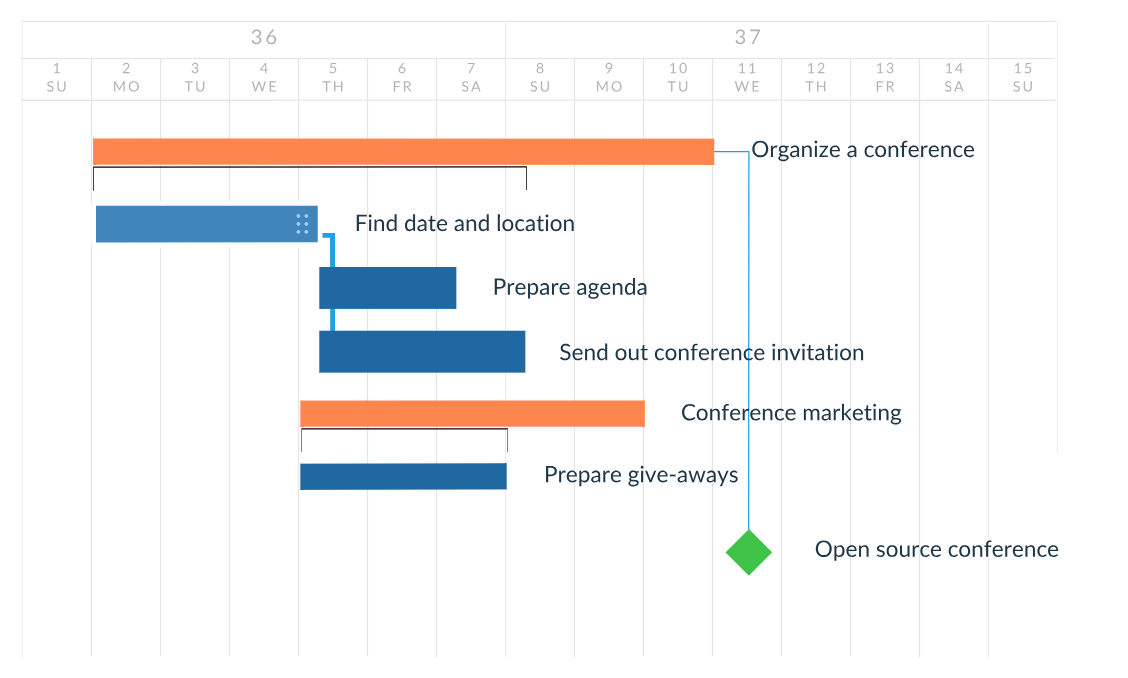 36 37
1 2 3 4 5 6 7 8 9 10 11 12 13 14 15
SU MO TU WE TH FR SA SU MO TU WE TH FR SA SU
Organize a conference
Find date and location
Prepare agenda
Send out conference invitation
Conference marketing
Prepare give-aways
Open source conference